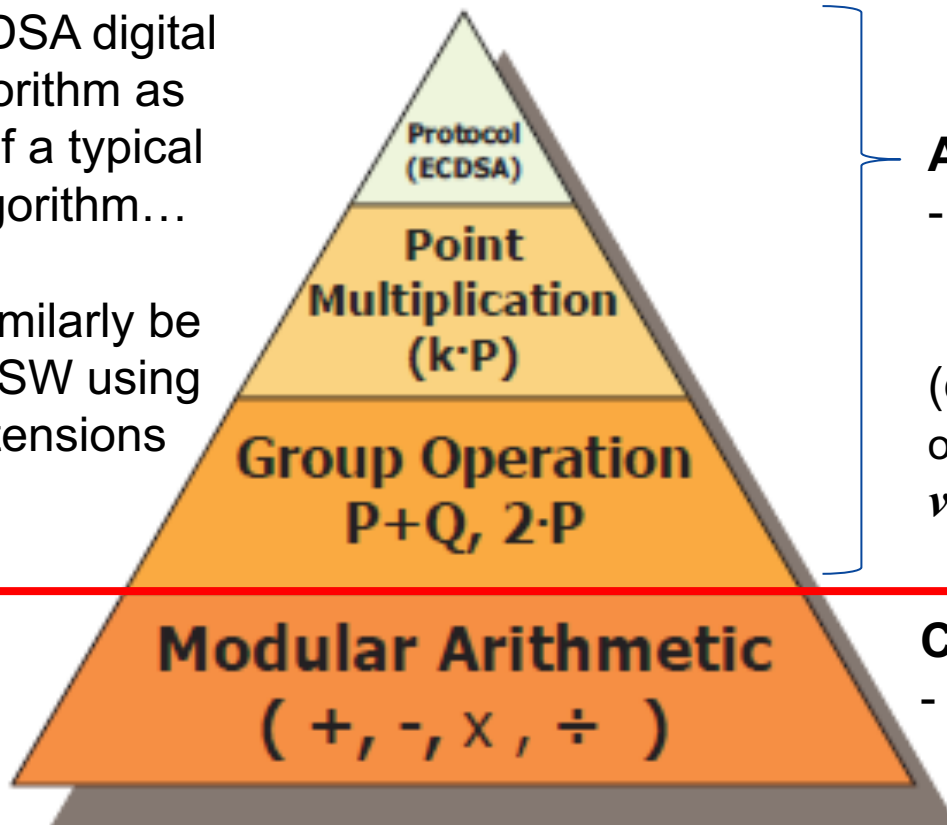 DSA digital
orithm as
f a typical
gorithm…
milarly be
SW using
tensions
Protocol
(ECDSA)
Point
Multiplication
(k·P)
Group Operation
P+Q, 2·P
Modular Arithmetic
( +, -, x , ÷ )
A
-
(
o
v
C
-